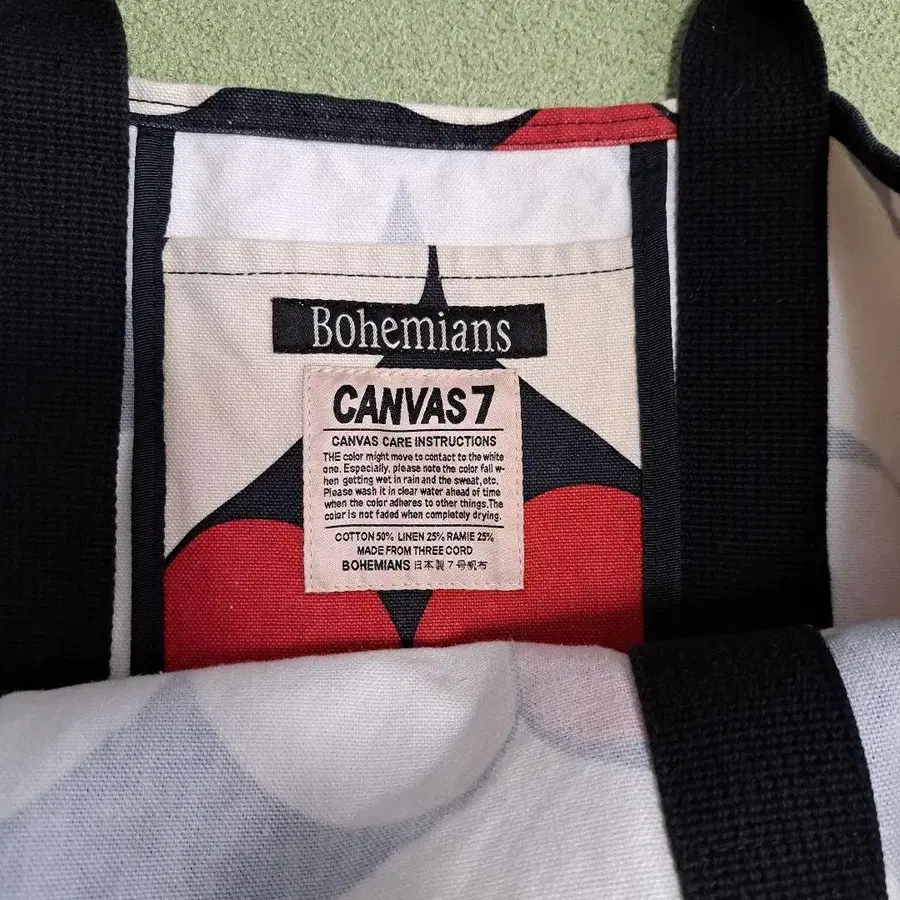 Bohemians
CANVAS 7
CANVAS CARE INSTRUCTIONS
THE color might move to contact to the white
one. Especially, please note the color fall w-
hen getting wet in rain and the sweat, etc.
Please wash it in clear water ahead of time
when the color adheres to other things.The
color is not faded when completely drying.
COTTON 50% LINEN 25% RAMIE 25%
MADE FROM THREE CORD
BOHEMIANS 日本製7号帆布